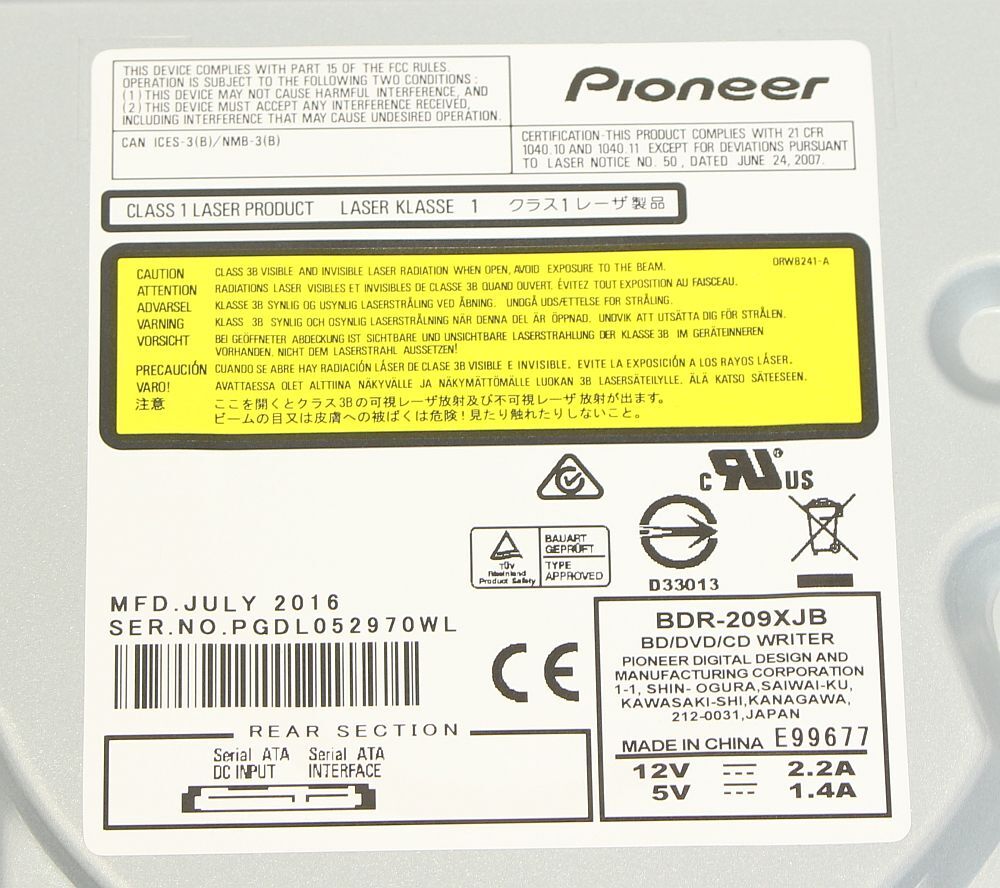 THIS DEVICE COMPLIES WITH PART 15 OF THE FCC RULES.
OPERATION IS SUBJECT TO THE FOLLOWING TWO CONDITIONS :
(1) THIS DEVICE MAY NOT CAUSE HARMFUL INTERFERENCE, AND
(2) THIS DEVICE MUST ACCEPT ANY INTERFERENCE RECEIVED,
INCLUDING INTERFERENCE THAT MAY CAUSE UNDESIRED OPERATION.
CAN ICES-3(B)/NMB-3(B)
Pioneer
CERTIFICATION-THIS PRODUCT COMPLIES WITH 21 CFR
1040.10 AND 1040.11 EXCEPT FOR DEVIATIONS PURSUANT
TO LASER NOTICE NO. 50 , DATED JUNE 24, 2007.
CLASS 1 LASER PRODUCT LASER KLASSE 1 クラス1 レーザ製品
DRW8241-A
CAUTION CLASS 3B VISIBLE AND INVISIBLE LASER RADIATION WHEN OPEN, AVOID EXPOSURE TO THE BEAM.
ATTENTION RADIATIONS LASER VISIBLES ET INVISIBLES DE CLASSE 3B QUAND OUVERT. ÉVITEZ TOUT EXPOSITION AU FAISCEAU.
ADVARSEL KLASSE 3B SYNLIG OG USYNLIG LASERSTRÅLING VED ÅBNING. UNDGÅ UDSÆTTELSE FOR STRÅLING.
VARNING KLASS 3B SYNLIG OCH OSYNLIG LASERSTRÅLNING NÄR DENNA DEL ÄR ÖPPNAD. UNDVIK ATT UTSÄTTA DIG FÖR STRÅLEN.
VORSICHT BEI GEÖFFNETER ABDECKUNG IST SICHTBARE UND UNSICHTBARE LASERSTRAHLUNG DER KLASSE 3B IM GERÄTEINNEREN
VORHANDEN. NICHT DEM LASERSTRAHL AUSSETZEN!
PRECAUCIÓN CUANDO SE ABRE HAY RADIACIÓN LÁSER DE CLASE 3B VISIBLE E INVISIBLE. EVITE LA EXPOSICIÓN A LOS RAYOS LÁSER.
VARO! AVATTAESSA OLET ALTTIINA NÄKYVÄLLE JA NÄKYMÄTTÖMÄLLE LUOKAN 3B LASERSÄTEILYLLE. ÄLÄ KATSO SÄTEESEEN.
注意 ここを開くとクラス3Bの可視レーザ放射及び不可視レーザ放射が出ます。
ビームの目又は皮膚への被ばくは危険！見たり触れたりしないこと。
c RU ® US
TÜV
Rheinland
Product Safety
BAUART
GEPRÜFT
TYPE
APPROVED
D33013
MFD.JULY 2016
SER.NO.PGDL052970WL
CE
REAR SECTION
Serial ATA Serial ATA
DC INPUT INTERFACE
BDR-209XJB
BD/DVD/CD WRITER
PIONEER DIGITAL DESIGN AND
MANUFACTURING CORPORATION
1-1, SHIN- OGURA,SAIWAI-KU,
KAWASAKI-SHI,KANAGAWA,
212-0031,JAPAN
MADE IN CHINA E99677
12V ⎓ 2.2A
5V ⎓ 1.4A